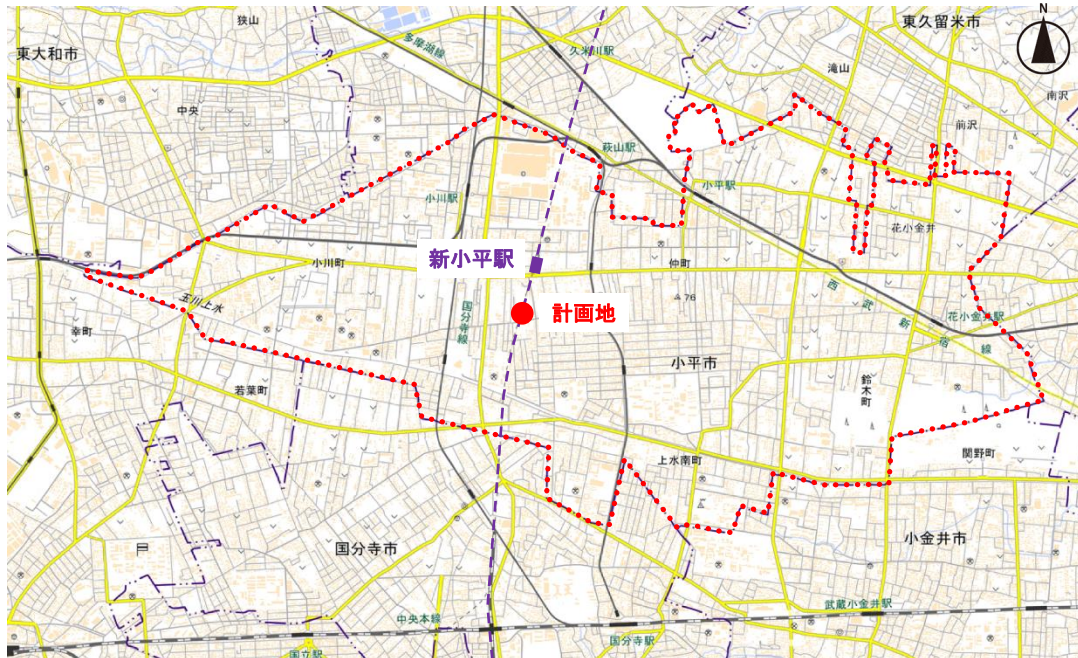 狭山
東久留米市
N
東大和市
多摩湖線
久米川駅
滝山
南沢
中央
前沢
萩山駅
小平駅
小川駅
花小金井
新小平駅
小川町
仲町
玉川上水
76
計画地
西武新宿線
花小金井駅
幸町
国分寺線
小平市
若葉町
鈴木町
上水南町
関野町
国分寺市
小金井市
武蔵小金井駅
中央本線
国分寺駅
国立駅